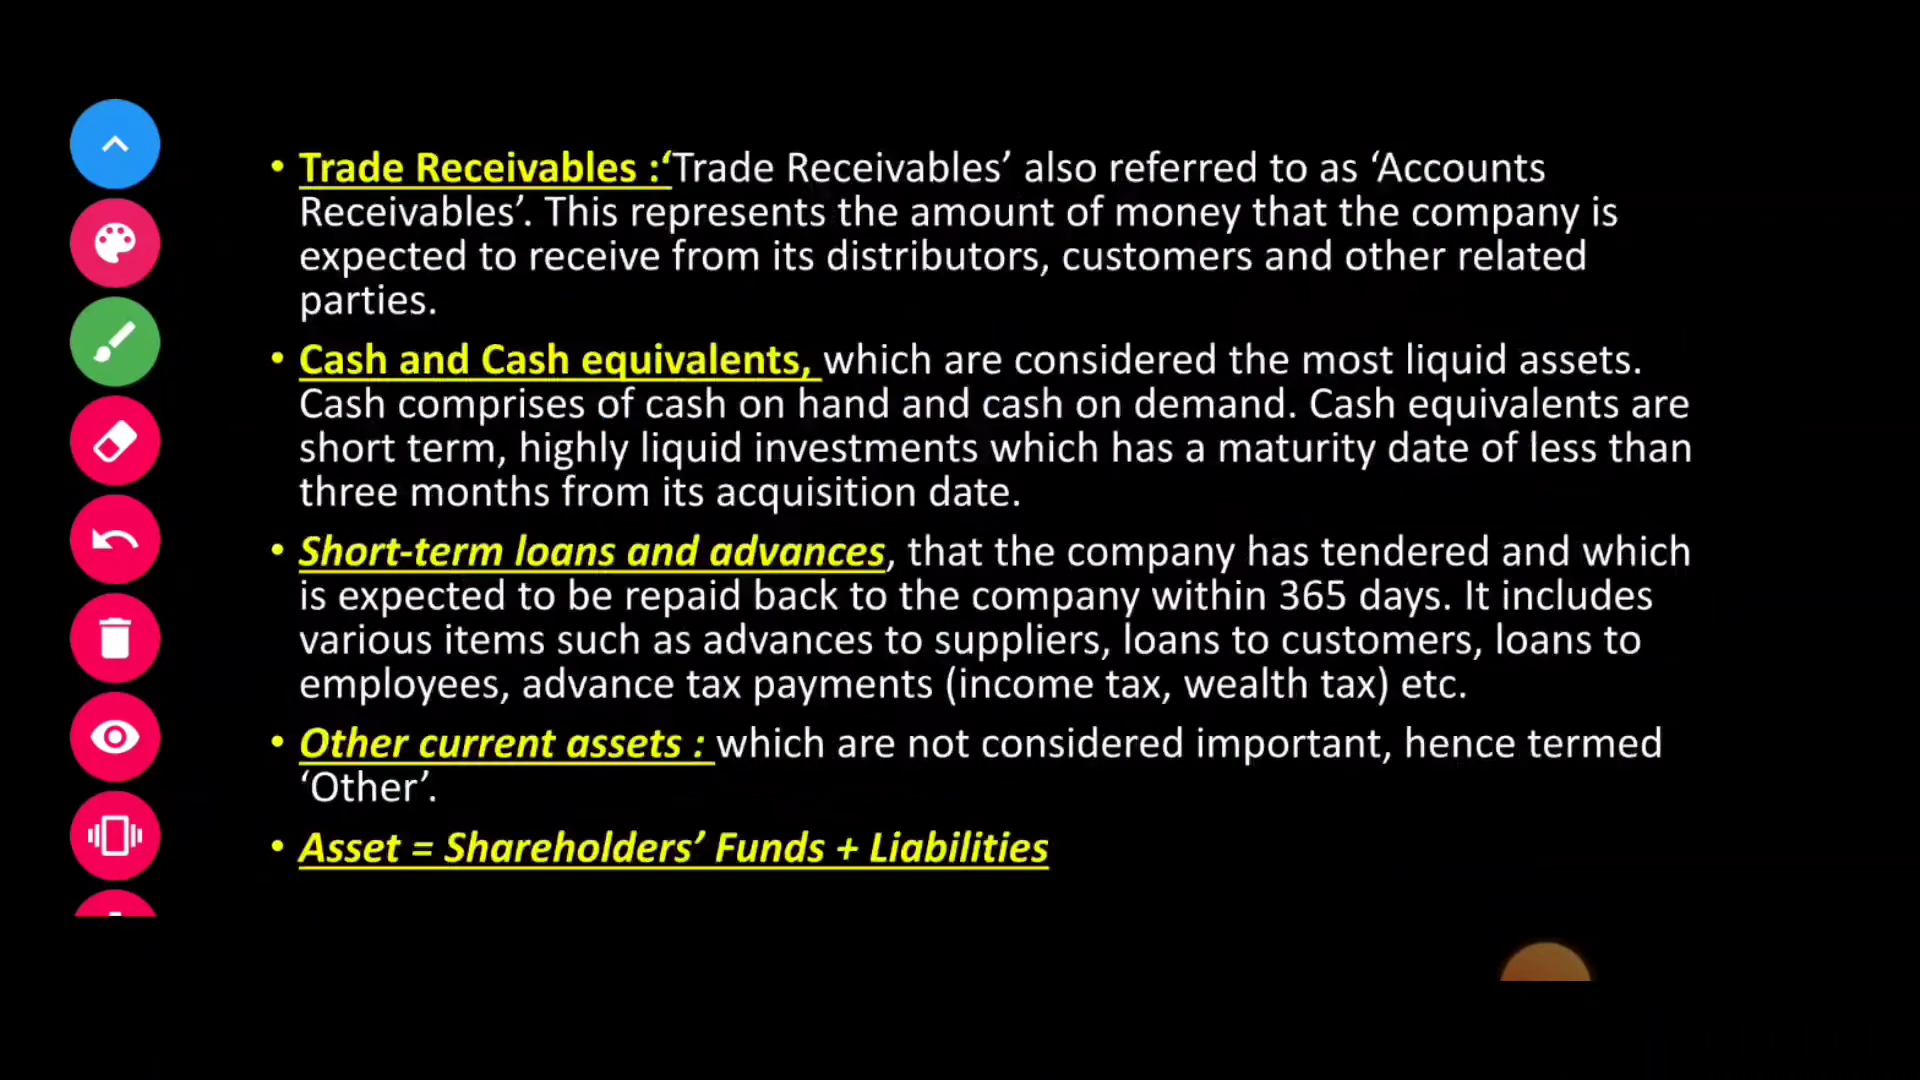 • Trade Receivables :‘Trade Receivables’ also referred to as ‘Accounts
Receivables’. This represents the amount of money that the company is
expected to receive from its distributors, customers and other related
parties.
• Cash and Cash equivalents, which are considered the most liquid assets.
Cash comprises of cash on hand and cash on demand. Cash equivalents are
short term, highly liquid investments which has a maturity date of less than
three months from its acquisition date.
• Short-term loans and advances, that the company has tendered and which
is expected to be repaid back to the company within 365 days. It includes
various items such as advances to suppliers, loans to customers, loans to
employees, advance tax payments (income tax, wealth tax) etc.
• Other current assets : which are not considered important, hence termed
‘Other’.
• Asset = Shareholders’ Funds + Liabilities